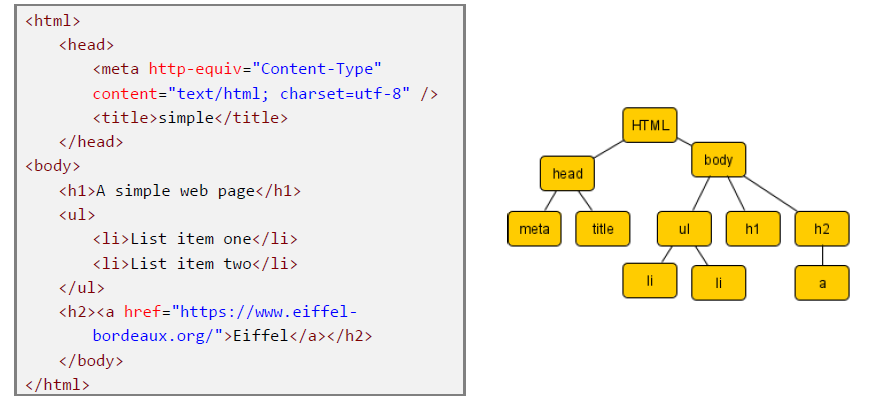 <html>
<head>
<meta http-equiv="Content-Type"
content="text/html; charset=utf-8" />
<title>simple</title>
</head>
<body>
<h1>A simple web page</h1>
<ul>
<li>List item one</li>
<li>List item two</li>
</ul>
<h2><a href="https://www.eiffel-
bordeaux.org/">Eiffel</a></h2>
</body>
</html>
HTML
head body
meta title ul h1 h2
li li a